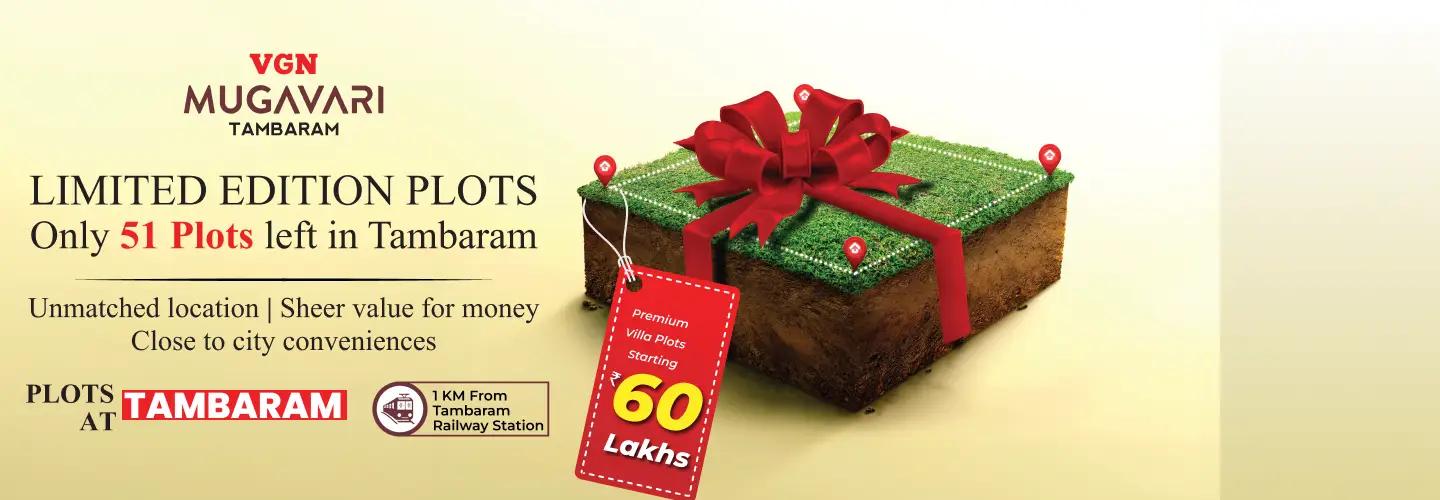 VGN
MUGAVARI
TAMBARAM
LIMITED EDITION PLOTS
Only 51 Plots left in Tambaram
Unmatched location | Sheer value for money
Close to city conveniences
PLOTS
AT
TAMBARAM
1 KM From
Tambaram
Railway Station
Premium
Villa Plots
Starting
₹60
Lakhs